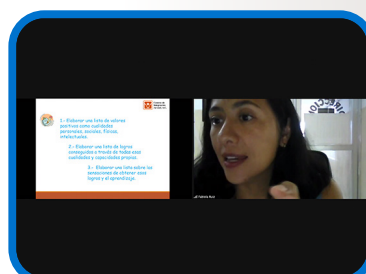 1.- Elaborar una lista de valores
positivos como cualidades
personales, sociales, físicas,
intelectuales.
2.- Elaborar una lista de logros
conseguidos a través de todas esas
cualidades y capacidades propias.
3.- Elaborar una lista sobre las
sensaciones de obtener esos
logros y el aprendizaje.